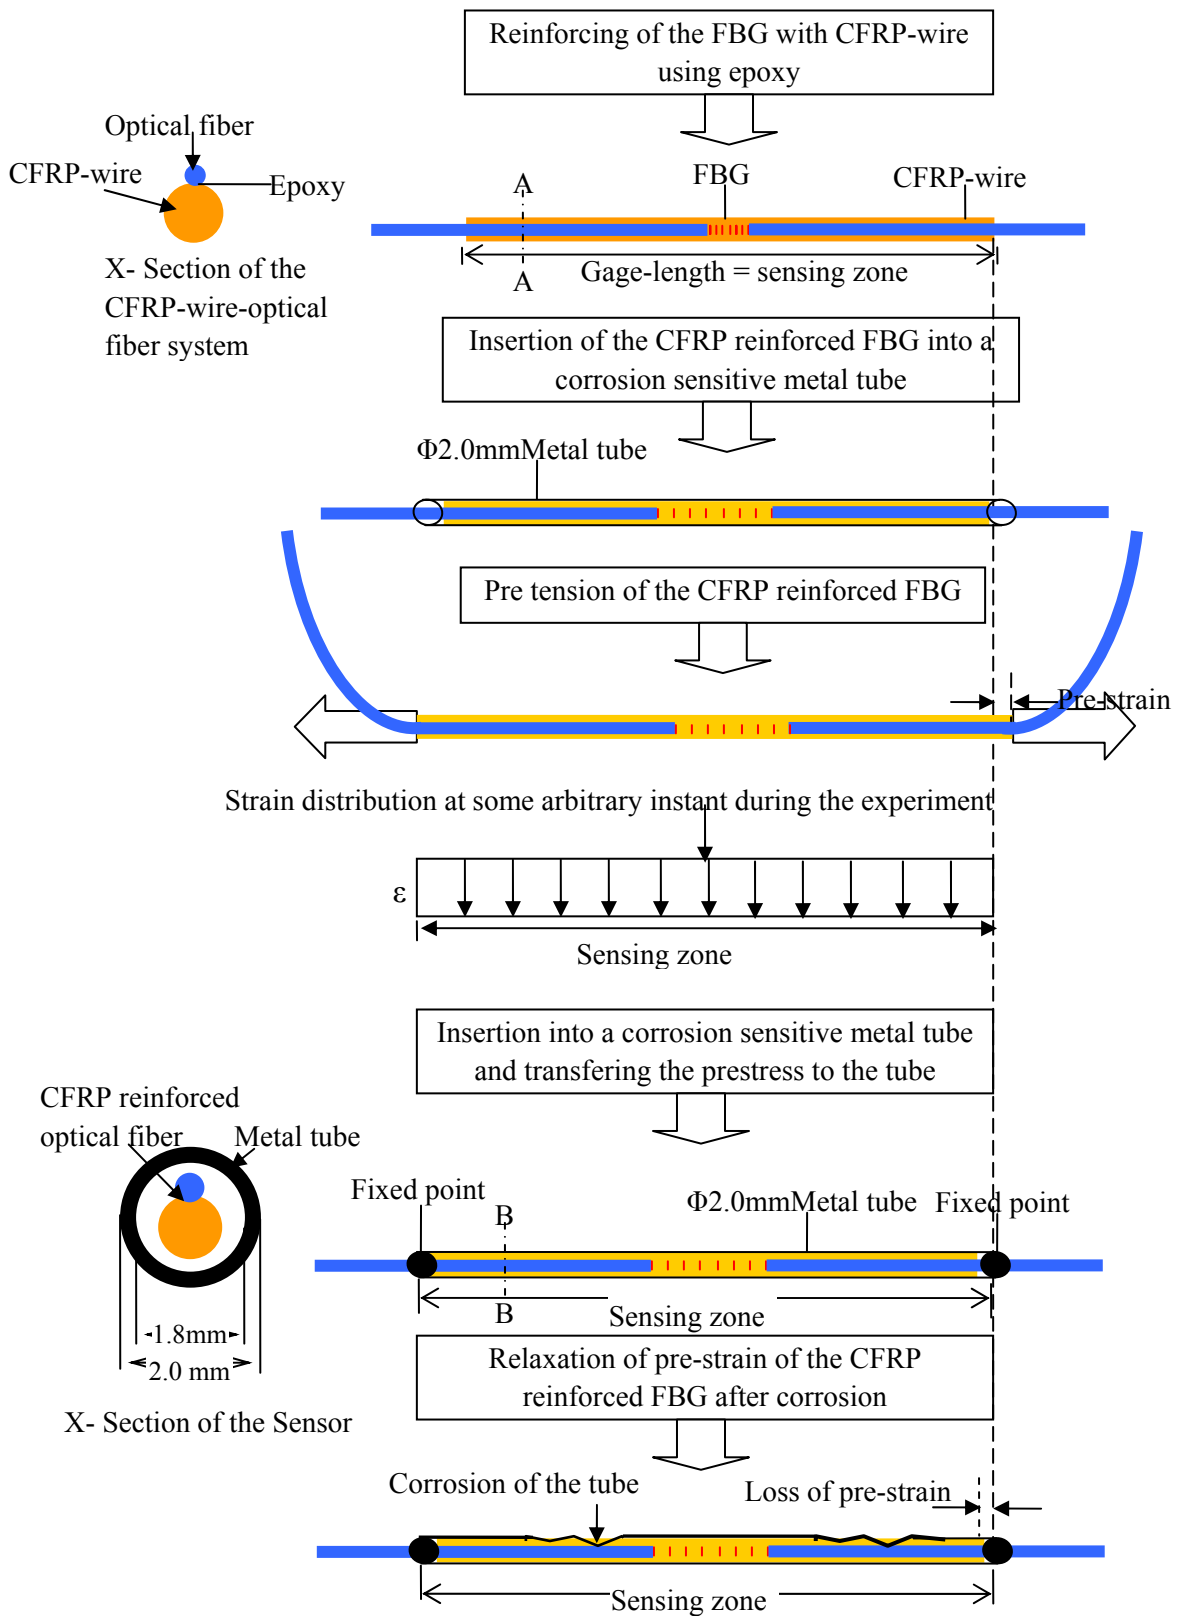 Reinforcing of the FBG with CFRP-wire
using epoxy
Optical fiber
CFRP-wire
Epoxy
X- Section of the
CFRP-wire-optical
fiber system
A
FBG
CFRP-wire
A
Gage-length = sensing zone
Insertion of the CFRP reinforced FBG into a
corrosion sensitive metal tube
Φ2.0mmMetal tube
Pre tension of the CFRP reinforced FBG
Pre-strain
Strain distribution at some arbitrary instant during the experiment
ε
Sensing zone
Insertion into a corrosion sensitive metal tube
and transfering the prestress to the tube
CFRP reinforced
optical fiber
Metal tube
1.8mm
2.0 mm
X- Section of the Sensor
Fixed point
B
Φ2.0mmMetal tube
Fixed point
B
Sensing zone
Relaxation of pre-strain of the CFRP
reinforced FBG after corrosion
Corrosion of the tube
Loss of pre-strain
Sensing zone